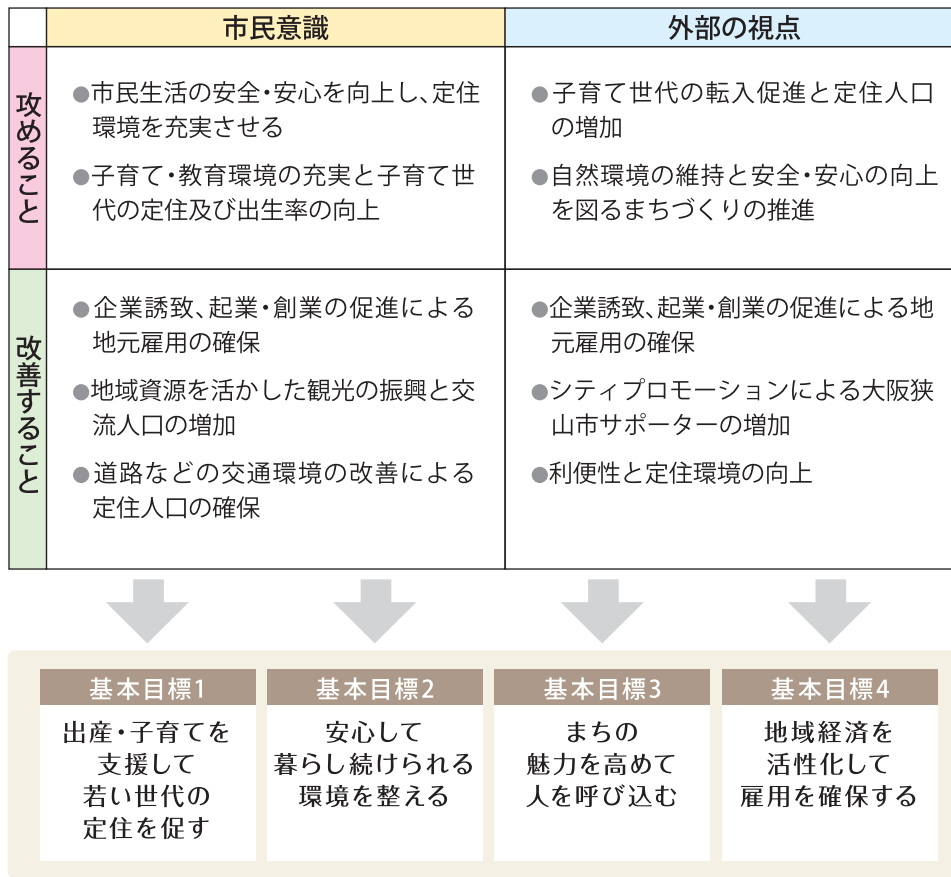 市民意識
外部の視点
攻めること
●市民生活の安全・安心を向上し、定住
環境を充実させる
●子育て・教育環境の充実と子育て世
代の定住及び出生率の向上
●子育て世代の転入促進と定住人口
の増加
●自然環境の維持と安全・安心の向上
を図るまちづくりの推進
改善すること
●企業誘致、起業・創業の促進による
地元雇用の確保
●地域資源を活かした観光の振興と交
流人口の増加
●道路などの交通環境の改善による
定住人口の確保
●企業誘致、起業・創業の促進による地
元雇用の確保
●シティプロモーションによる大阪狭
山市サポーターの増加
●利便性と定住環境の向上
基本目標1
出産・子育てを
支援して
若い世代の
定住を促す
基本目標2
安心して
暮らし続けられる
環境を整える
基本目標3
まちの
魅力を高めて
人を呼び込む
基本目標4
地域経済を
活性化して
雇用を確保する